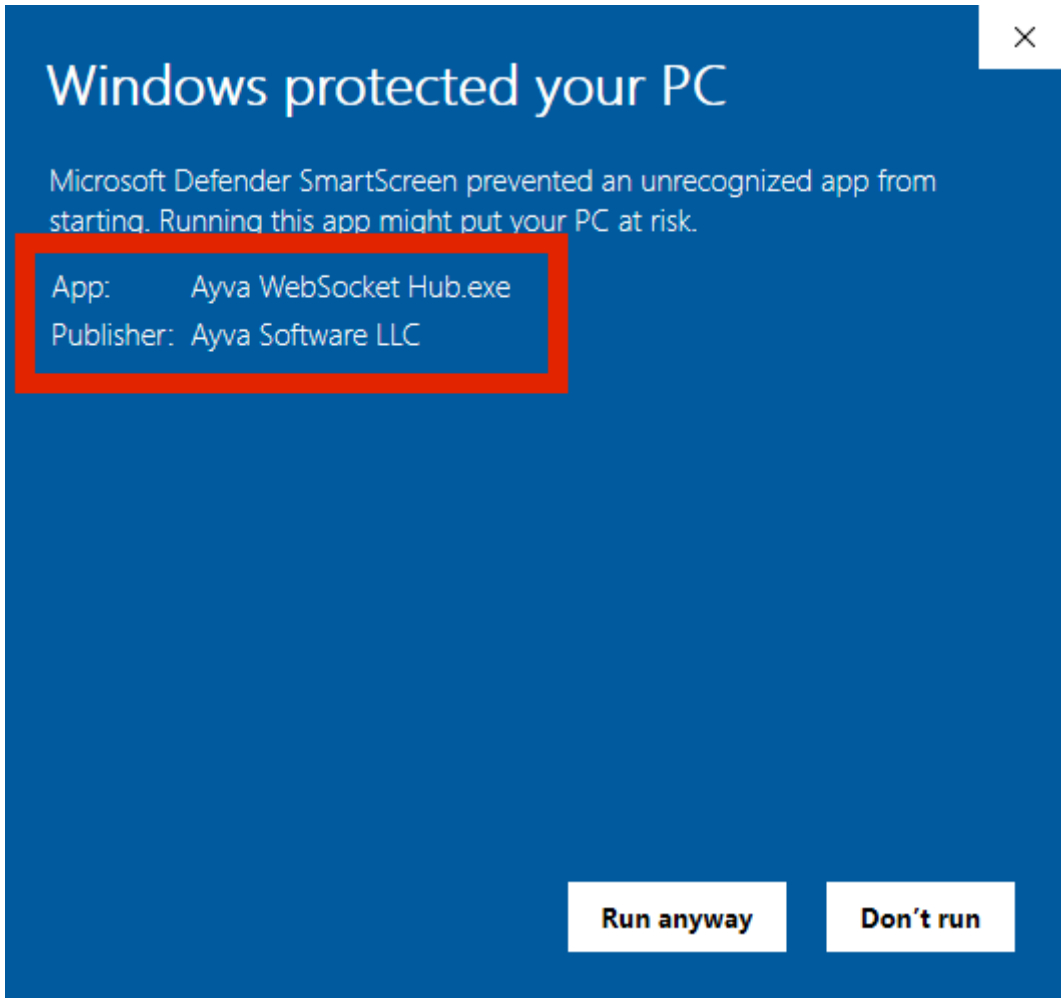 Windows protected your PC
Microsoft Defender SmartScreen prevented an unrecognized app from
starting. Running this app might put your PC at risk.
App: Ayva WebSocket Hub.exe
Publisher: Ayva Software LLC
Run anyway Don't run